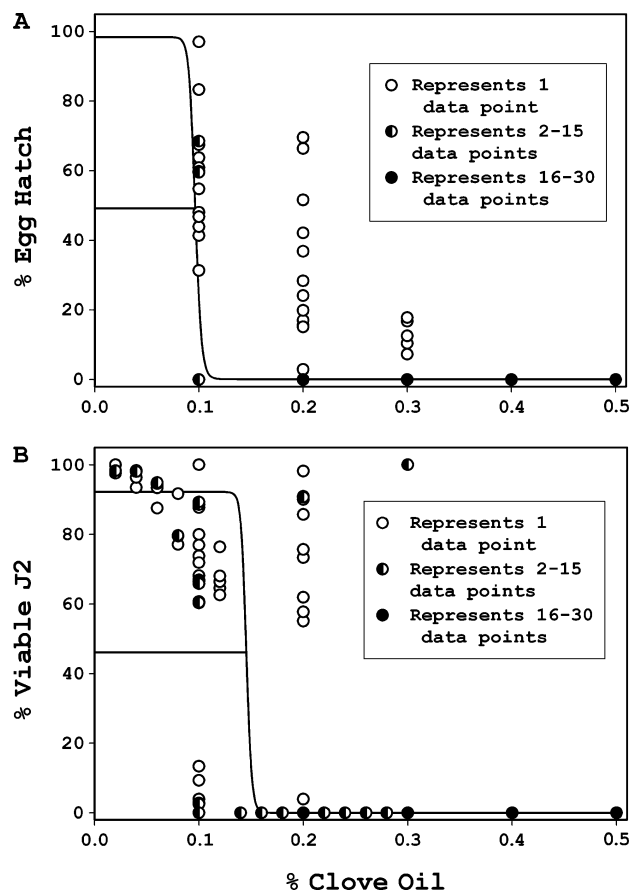 A
100
80
60
40
20
0
% Egg Hatch
Represents 1
data point
Represents 2-15
data points
Represents 16-30
data points
0.0 0.1 0.2 0.3 0.4 0.5
B
100
80
60
40
20
0
% Viable J2
Represents 1
data point
Represents 2-15
data points
Represents 16-30
data points
0.0 0.1 0.2 0.3 0.4 0.5
% Clove Oil